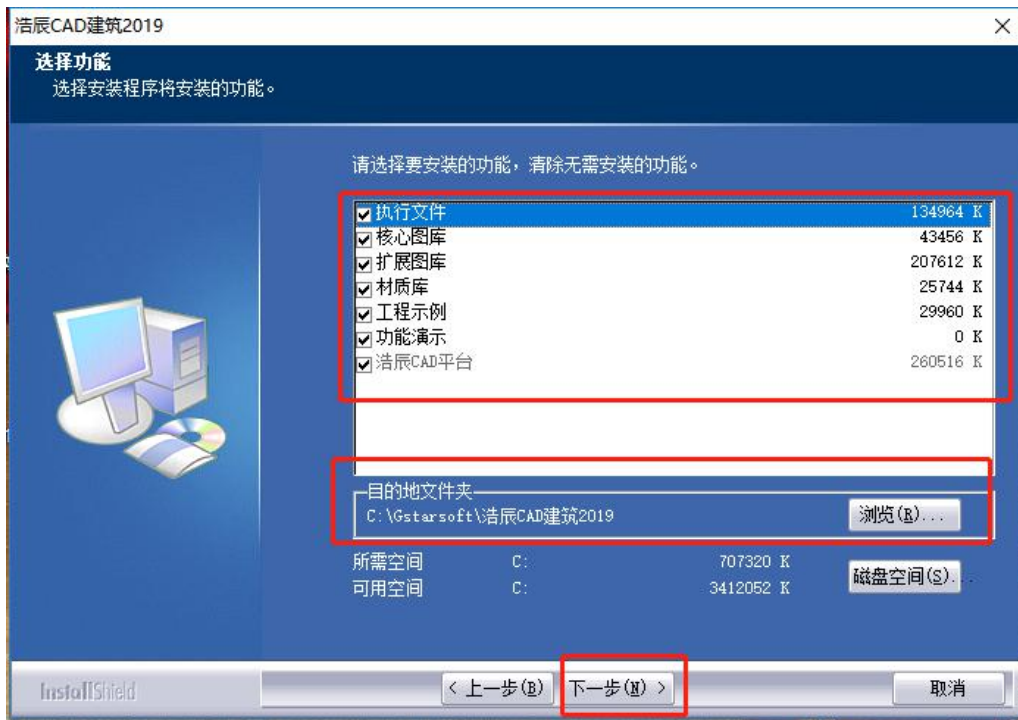 浩辰CAD建筑2019
选择功能
选择安装程序将安装的功能。
请选择要安装的功能，清除无需安装的功能。
执行文件 134964 K
核心图库 43456 K
扩展图库 207612 K
材质库 25744 K
工程示例 29960 K
功能演示 0 K
浩辰CAD平台 260516 K
目的地文件夹
C:\Gstarsoft\浩辰CAD建筑2019 浏览(R)...
所需空间 C: 707320 K
可用空间 C: 3412052 K
磁盘空间(S)...
InstallShield
< 上一步(B) 下一步(N) > 取消